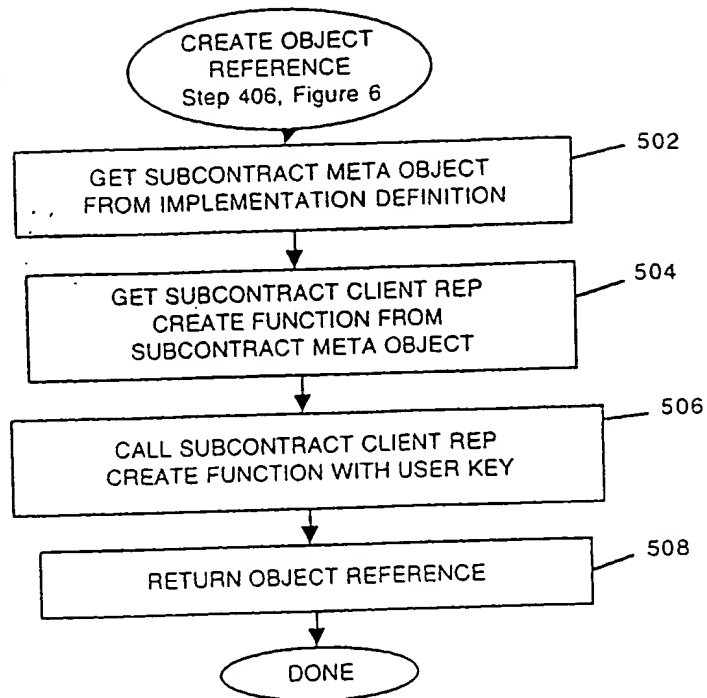 CREATE OBJECT
REFERENCE
Step 406, Figure 6
502
GET SUBCONTRACT META OBJECT
FROM IMPLEMENTATION DEFINITION
504
GET SUBCONTRACT CLIENT REP
CREATE FUNCTION FROM
SUBCONTRACT META OBJECT
506
CALL SUBCONTRACT CLIENT REP
CREATE FUNCTION WITH USER KEY
508
RETURN OBJECT REFERENCE
DONE